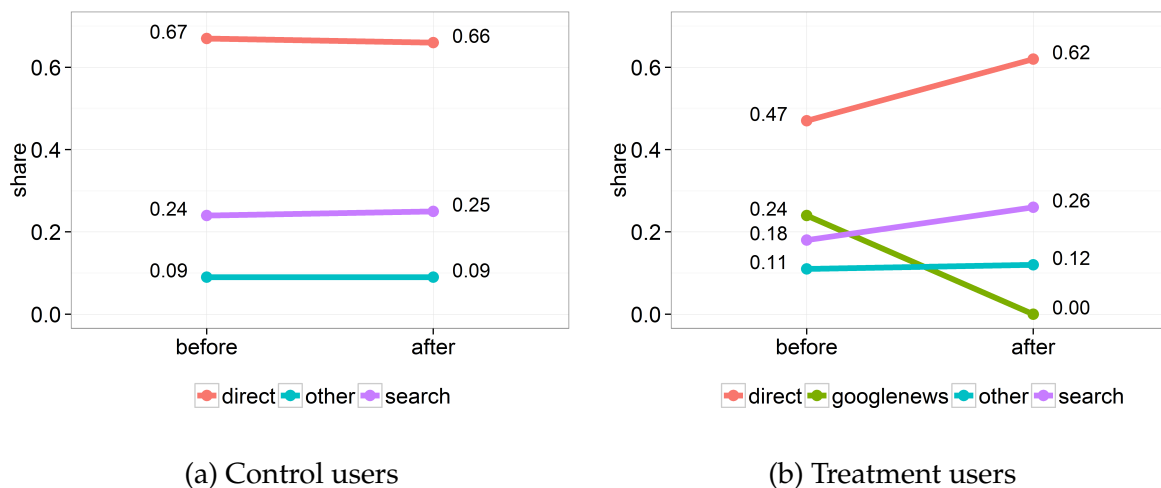 0.67
0.66
0.6
share
0.4
0.24
0.25
0.2
0.09
0.09
0.0
before after
direct other search
(a) Control users
0.62
0.6
0.47
share
0.4
0.24
0.26
0.2
0.18
0.11
0.12
0.00
0.0
before after
direct googlenews other search
(b) Treatment users